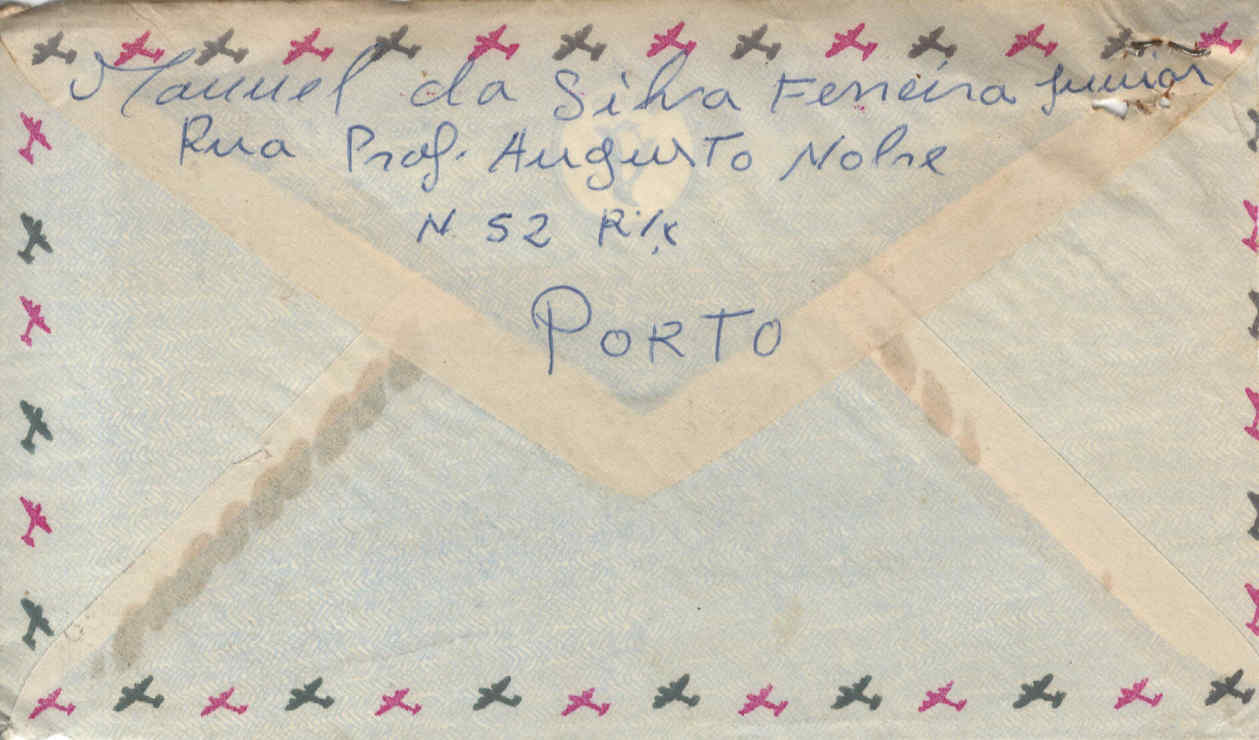 Manuel da Silva Ferreira Junior
Rua Prof. Augusto Nobre
N 52 R/x
PORTO